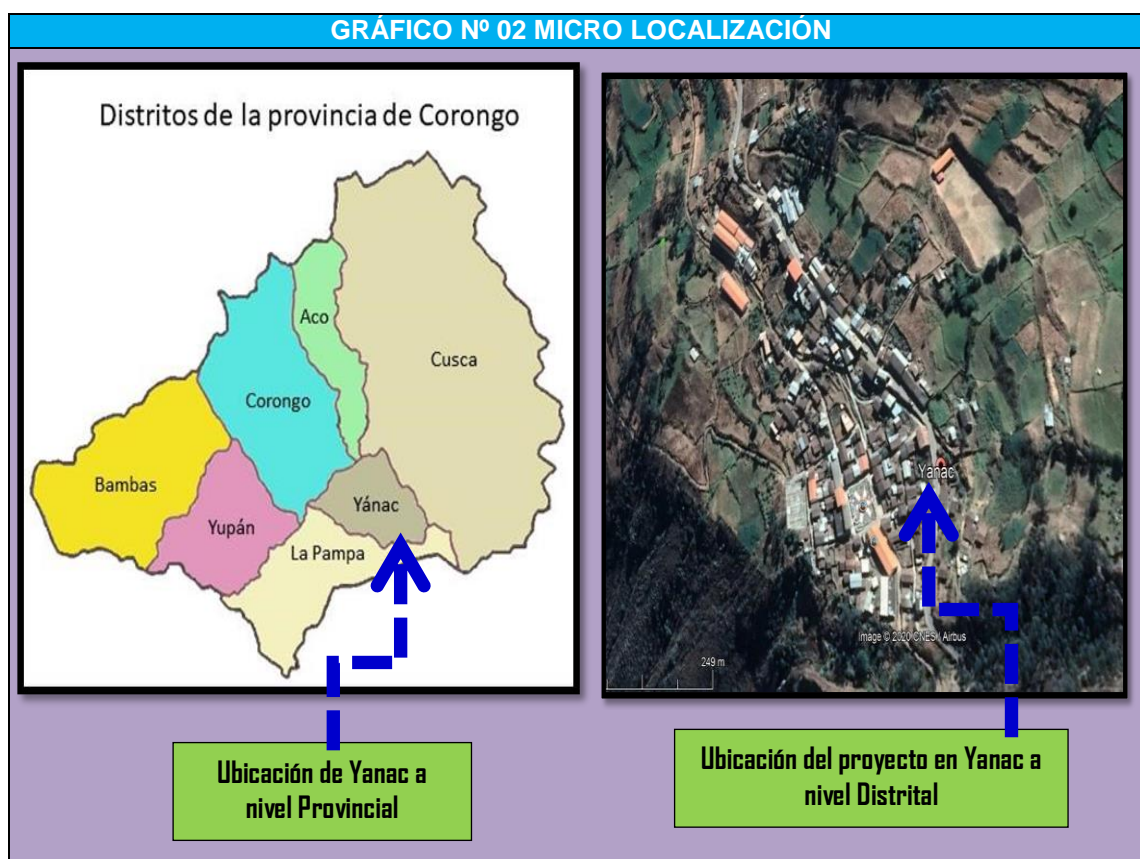 GRÁFICO Nº 02 MICRO LOCALIZACIÓN
Distritos de la provincia de Corongo
Aco
Cusca
Corongo
Bambas
Yánac
Yupán
La Pampa
Yanac
Image © 2020 CNES / Airbus
249 m
Ubicación de Yanac a
nivel Provincial
Ubicación del proyecto en Yanac a
nivel Distrital